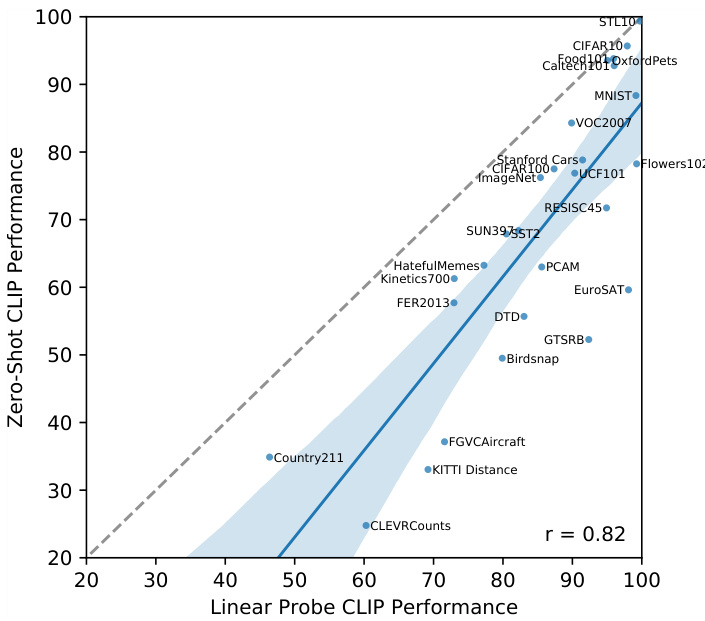 100
90
80
70
60
50
40
30
20
20
30
40
50
60
70
80
90
100
Zero-Shot CLIP Performance
Linear Probe CLIP Performance
STL10
CIFAR10
Food101
OxfordPets
Caltech101
MNIST
VOC2007
Stanford Cars
Flowers102
CIFAR100
UCF101
ImageNet
RESISC45
SUN397
SST2
HatefulMemes
PCAM
Kinetics700
EuroSAT
FER2013
DTD
GTSRB
Birdsnap
FGVCAircraft
Country211
KITTI Distance
CLEVRCounts
r = 0.82